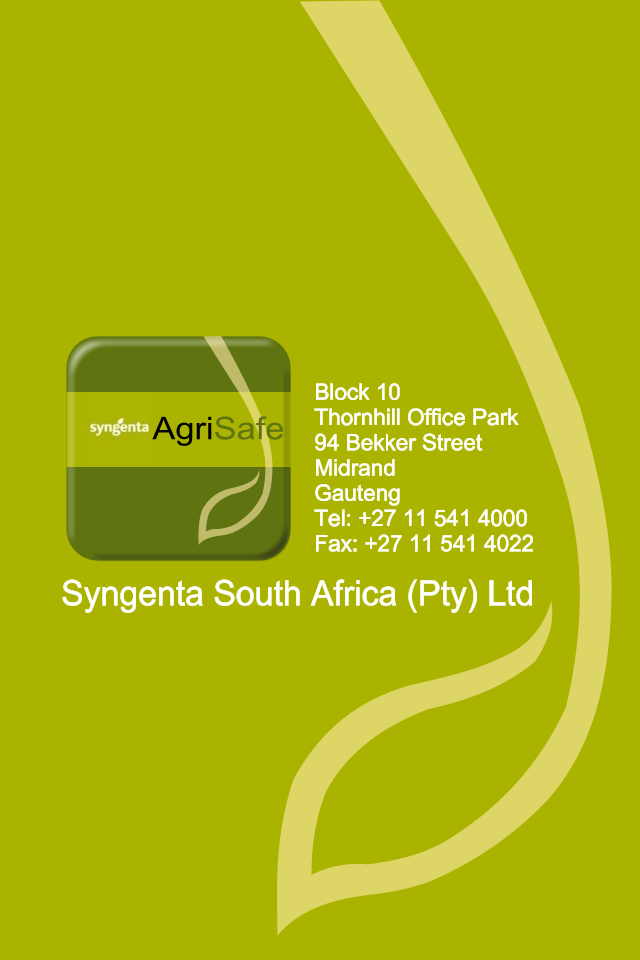 syngenta AgriSafe
Block 10
Thornhill Office Park
94 Bekker Street
Midrand
Gauteng
Tel: +27 11 541 4000
Fax: +27 11 541 4022
Syngenta South Africa (Pty) Ltd